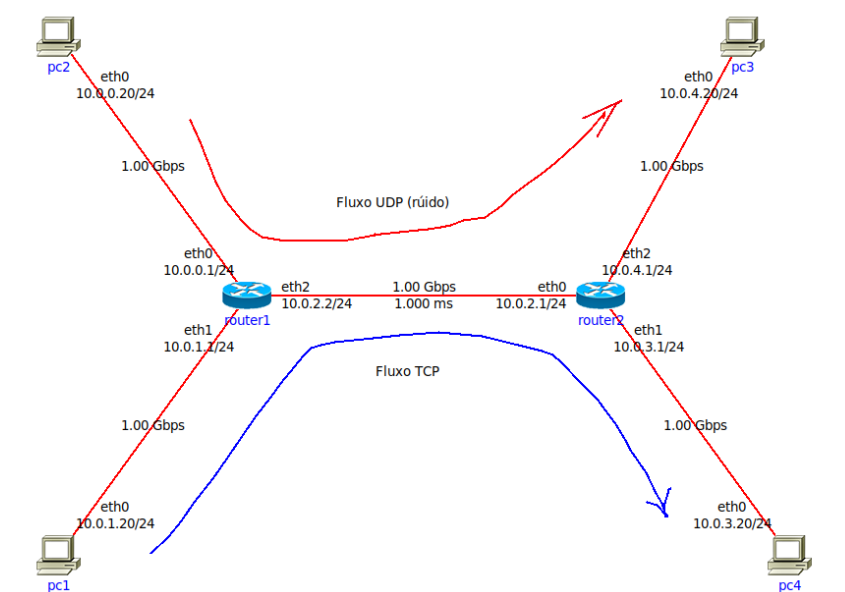 pc2
eth0
10.0.0.20/24
1.00 Gbps
eth0
10.0.0.1/24
pc3
eth0
10.0.4.20/24
1.00 Gbps
eth2
10.0.4.1/24
Fluxo UDP (rúido)
eth2
10.0.2.2/24
1.00 Gbps
1.000 ms
eth0
10.0.2.1/24
router1
router2
eth1
10.0.1.1/24
eth1
10.0.3.1/24
Fluxo TCP
1.00 Gbps
1.00 Gbps
eth0
10.0.1.20/24
eth0
10.0.3.20/24
pc1
pc4